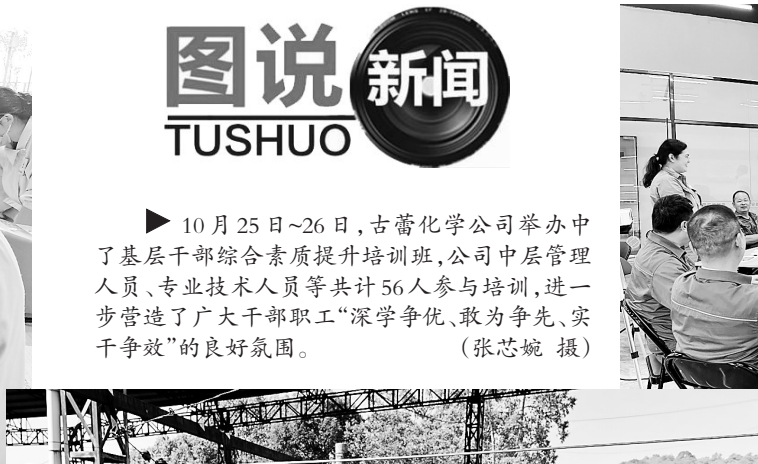 图说新闻
TUSHUO
▶ 10月25日~26日,古蕾化学公司举办中
了基层干部综合素质提升培训班,公司中层管理
人员、专业技术人员等共计56人参与培训,进一
步营造了广大干部职工“深学争优、敢为争先、实
干争效”的良好氛围。 (张芯婉 摄)